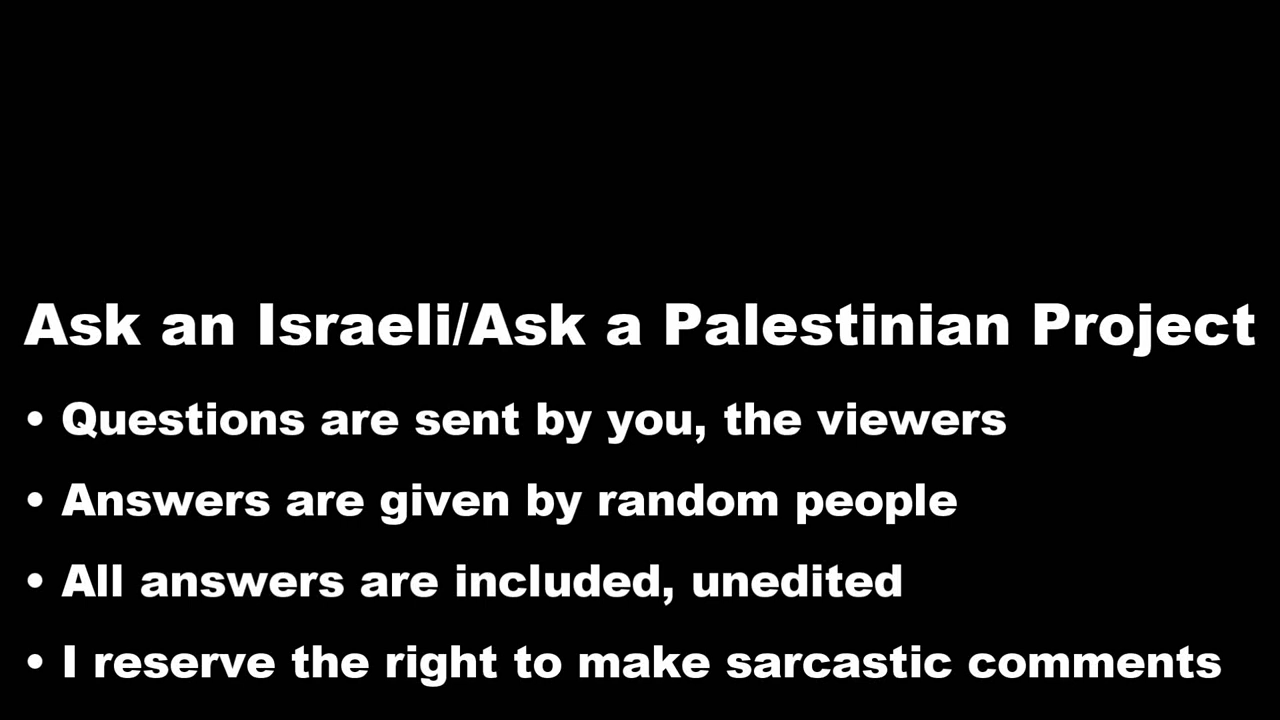 Ask an Israeli/Ask a Palestinian Project
• Questions are sent by you, the viewers
• Answers are given by random people
• All answers are included, unedited
• I reserve the right to make sarcastic comments